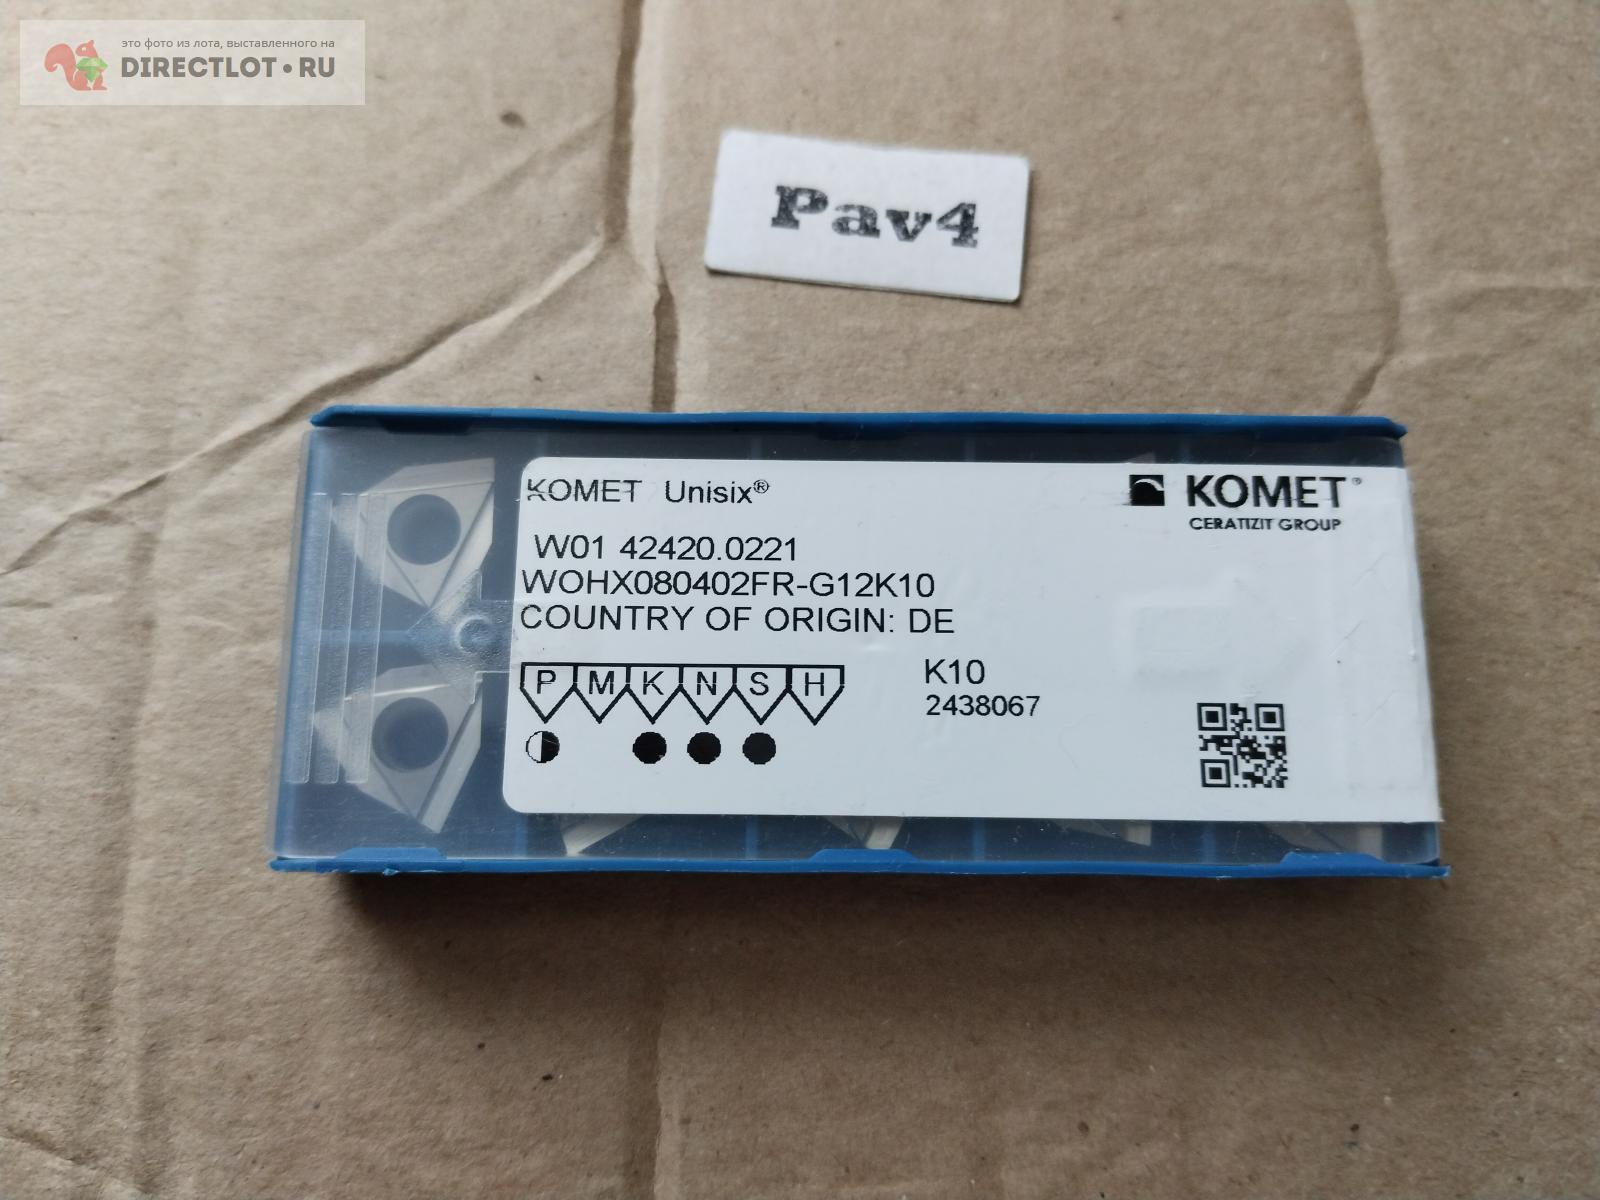 это фото из лота, выставленного на
DIRECTLOT•RU
Pav4
KOMET Unisix®
KOMET®
CERATIZIT GROUP
W01 42420.0221
WOHX080402FR-G12K10
COUNTRY OF ORIGIN: DE
P M K N S H
K10
2438067